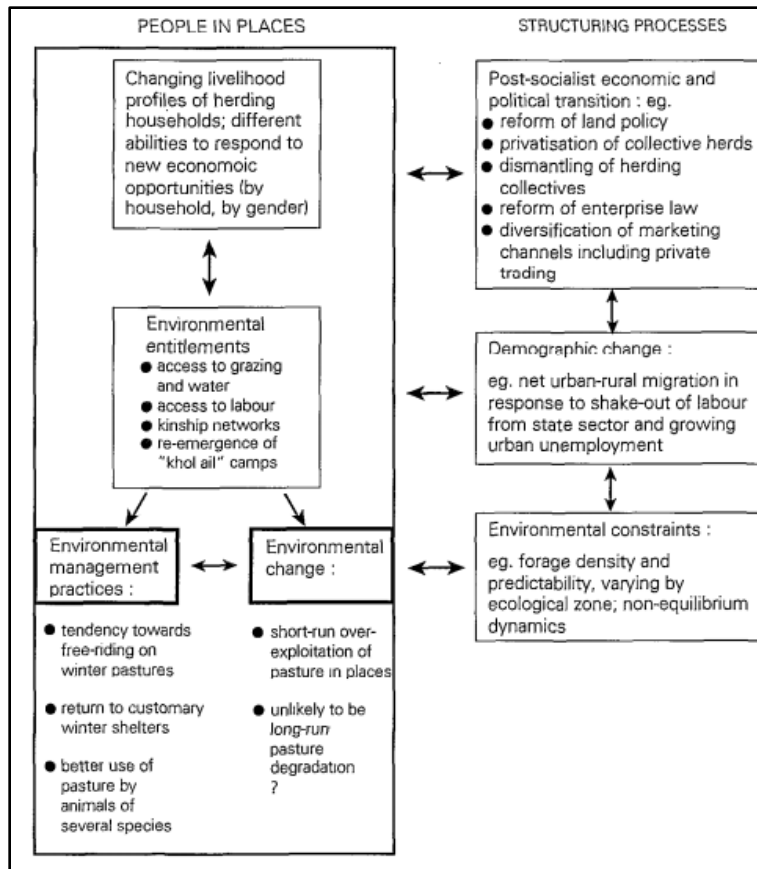 PEOPLE IN PLACES
Changing livelihood
profiles of herding
households; different
abilities to respond to
new economoic
opportunities (by
household, by gender)
Environmental
entitlements
● access to grazing
and water
● access to labour
● kinship networks
● re-emergence of
"khol ail" camps
Environmental
management
practices :
● tendency towards
free-riding on
winter pastures
● return to customary
winter shelters
● better use of
pasture by
animals of
several species
Environmental
change :
● short-run over-
exploitation of
pasture in places
● unlikely to be
long-run
pasture
degradation
?
STRUCTURING PROCESSES
Post-socialist economic and
political transition : eg.
● reform of land policy
● privatisation of collective herds
● dismantling of herding
collectives
● reform of enterprise law
● diversification of marketing
channels including private
trading
Demographic change :
eg. net urban-rural migration in
response to shake-out of labour
from state sector and growing
urban unemployment
Environmental constraints :
eg. forage density and
predictability, varying by
ecological zone; non-equilibrium
dynamics